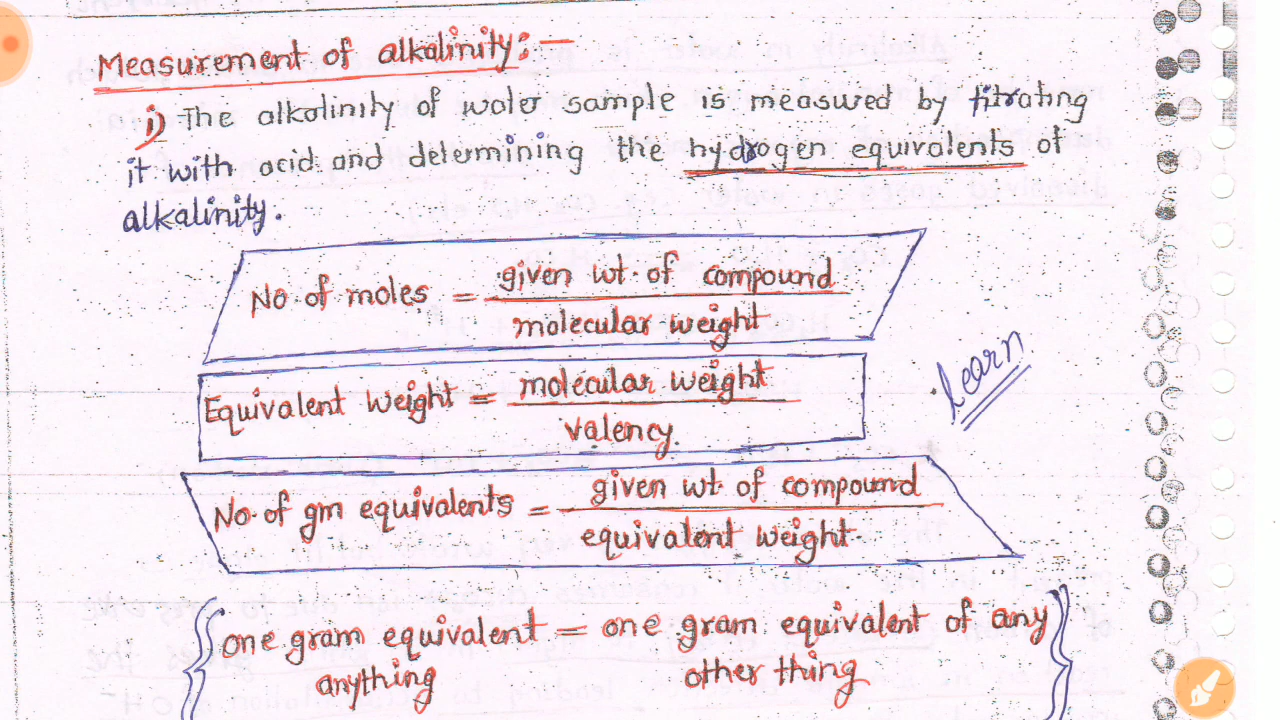 Measurement of alkalinity:-
i) The alkalinity of water sample is measured by titrating
it with acid and determining the hydrogen equivalents of
alkalinity.
No. of moles = given wt. of compound / molecular weight
Equivalent weight = molecular weight / valency.
learn
No. of gm equivalents = given wt. of compound / equivalent weight
{ one gram equivalent = one gram equivalent of any }
anything other thing